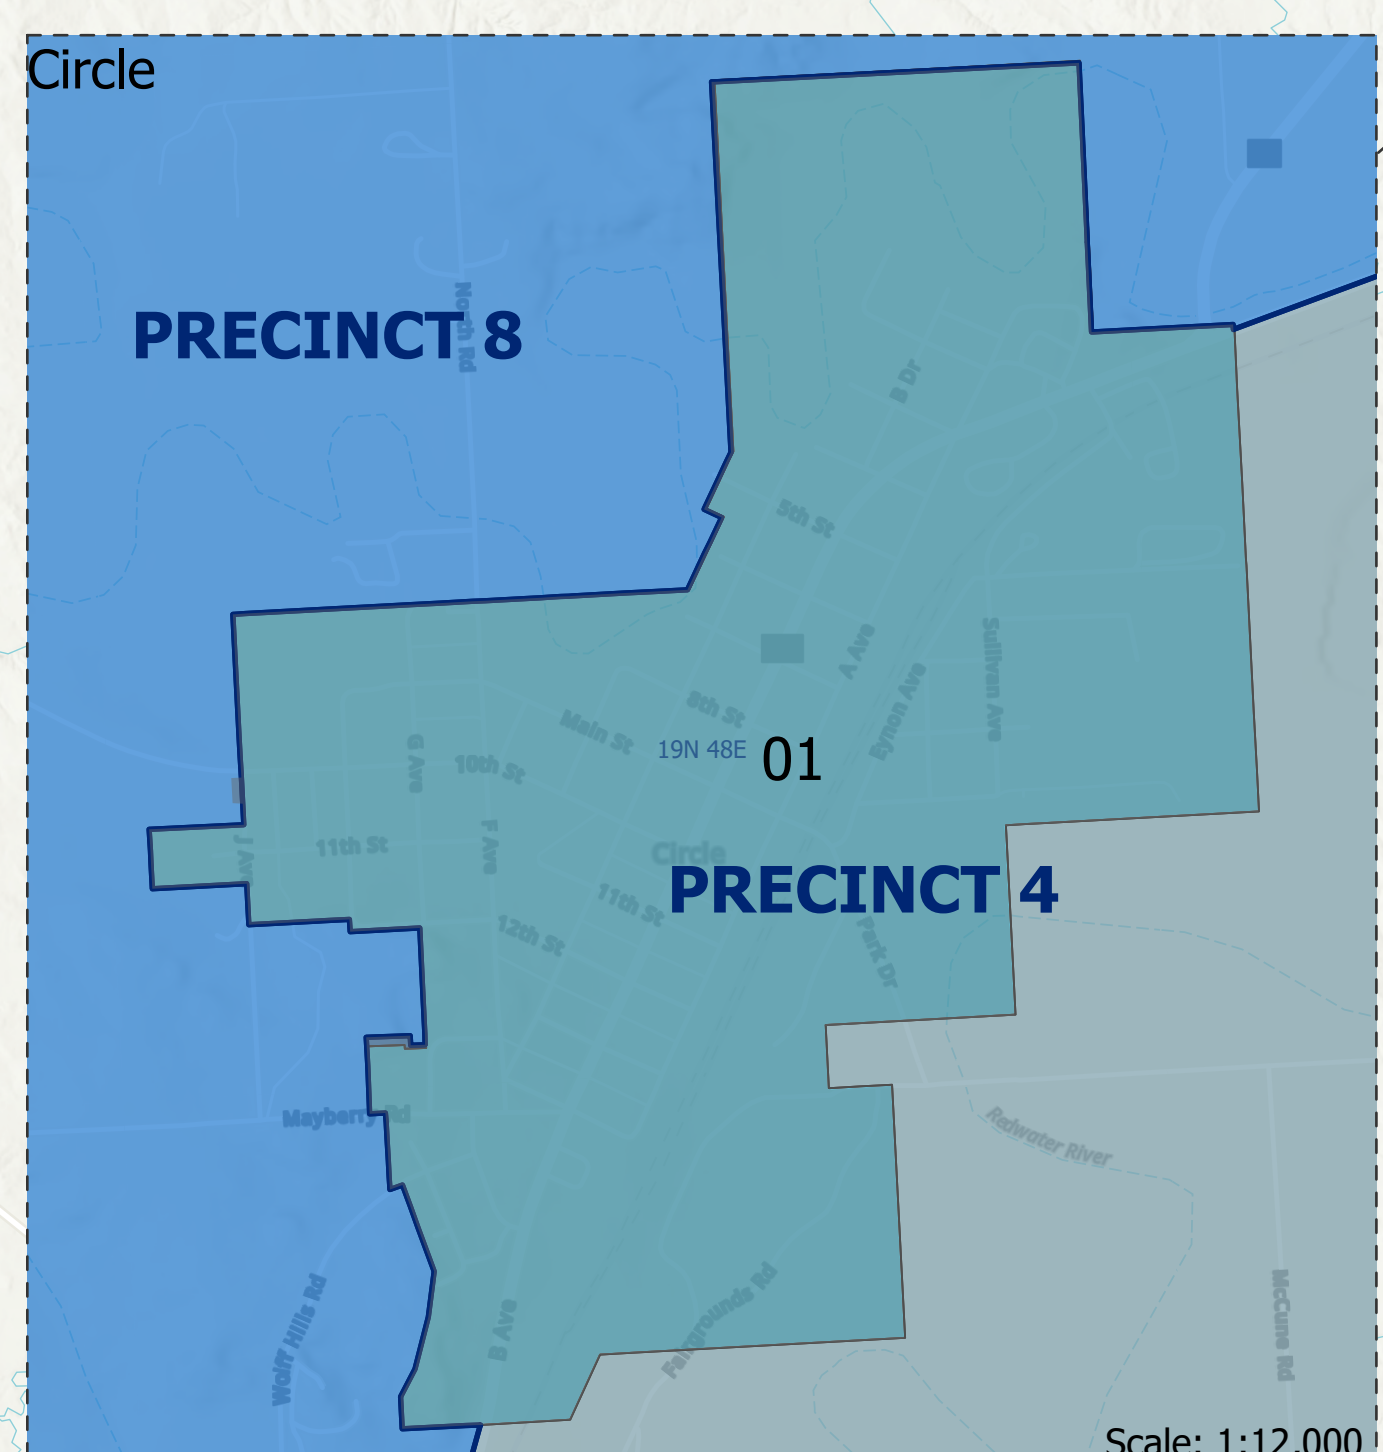 Circle
PRECINCT 8
North Rd
B Dr
5th St
A Ave
Sullivan Ave
Bynon Ave
8th St
Main St
19N 48E
01
G Ave
10th St
F Ave
11th St
J Ave
Circle
PRECINCT 4
11th St
12th St
Park Dr
Mayberry Rd
Redwater River
Wolff Hills Rd
B Ave
Fairgrounds Rd
McCune Rd
Scale: 1:12,000